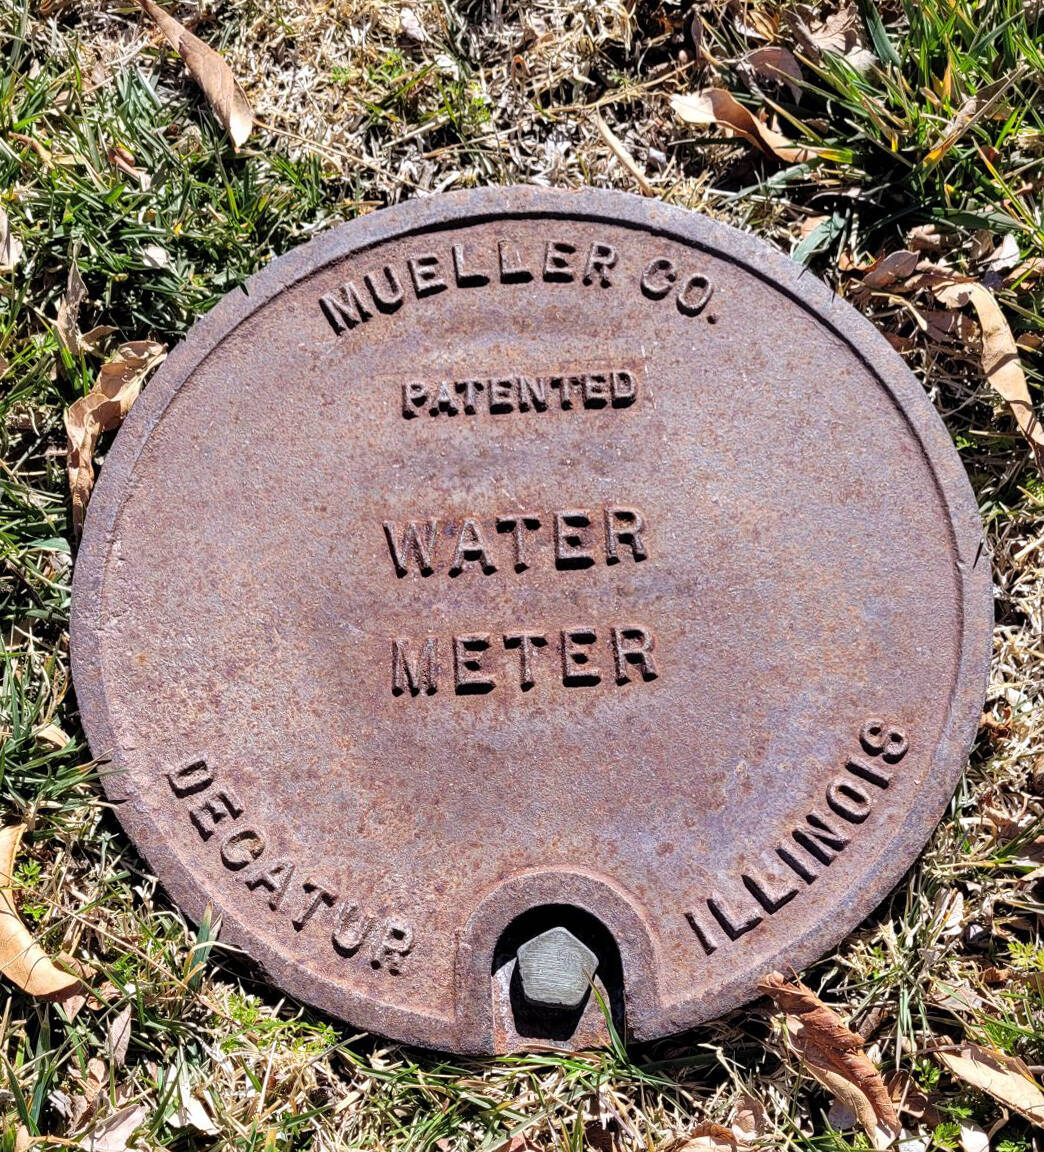 MUELLER CO.
PATENTED
WATER
METER
DECATUR
ILLINOIS